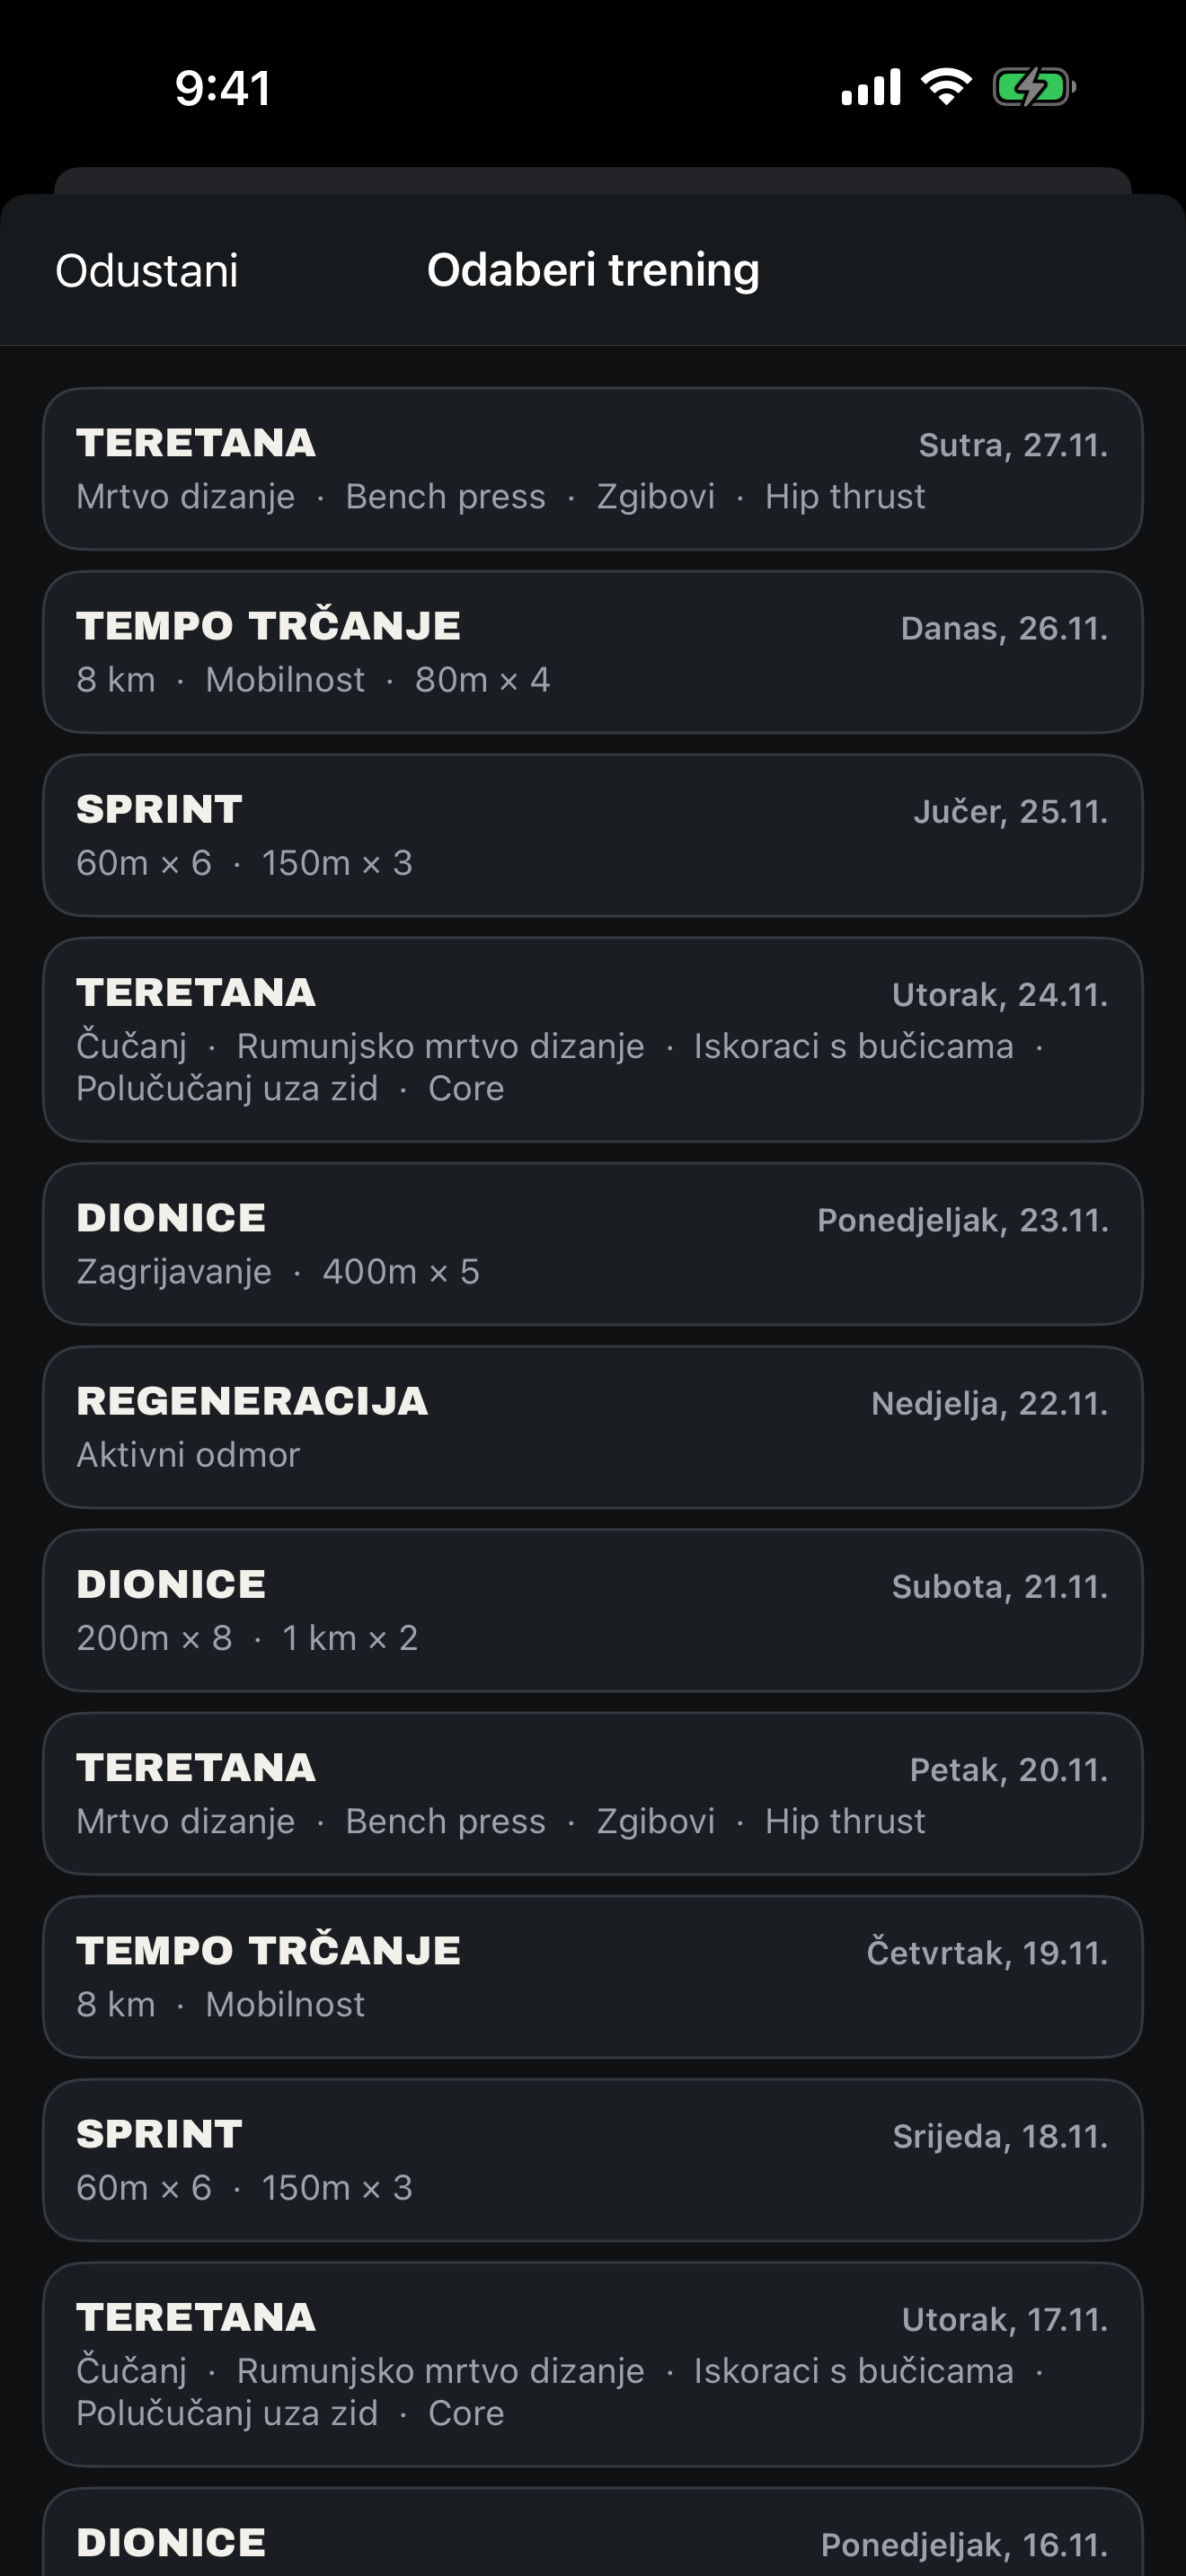 9:41
Odustani
Odaberi trening
TERETANA
Sutra, 27.11.
Mrtvo dizanje · Bench press · Zgibovi · Hip thrust
TEMPO TRČANJE
Danas, 26.11.
8 km · Mobilnost · 80m × 4
SPRINT
Jučer, 25.11.
60m × 6 · 150m × 3
TERETANA
Utorak, 24.11.
Čučanj · Rumunjsko mrtvo dizanje · Iskoraci s bučicama ·
Polučučanj uza zid · Core
DIONICE
Ponedjeljak, 23.11.
Zagrijavanje · 400m × 5
REGENERACIJA
Nedjelja, 22.11.
Aktivni odmor
DIONICE
Subota, 21.11.
200m × 8 · 1 km × 2
TERETANA
Petak, 20.11.
Mrtvo dizanje · Bench press · Zgibovi · Hip thrust
TEMPO TRČANJE
Četvrtak, 19.11.
8 km · Mobilnost
SPRINT
Srijeda, 18.11.
60m × 6 · 150m × 3
TERETANA
Utorak, 17.11.
Čučanj · Rumunjsko mrtvo dizanje · Iskoraci s bučicama ·
Polučučanj uza zid · Core
DIONICE
Ponedjeljak, 16.11.